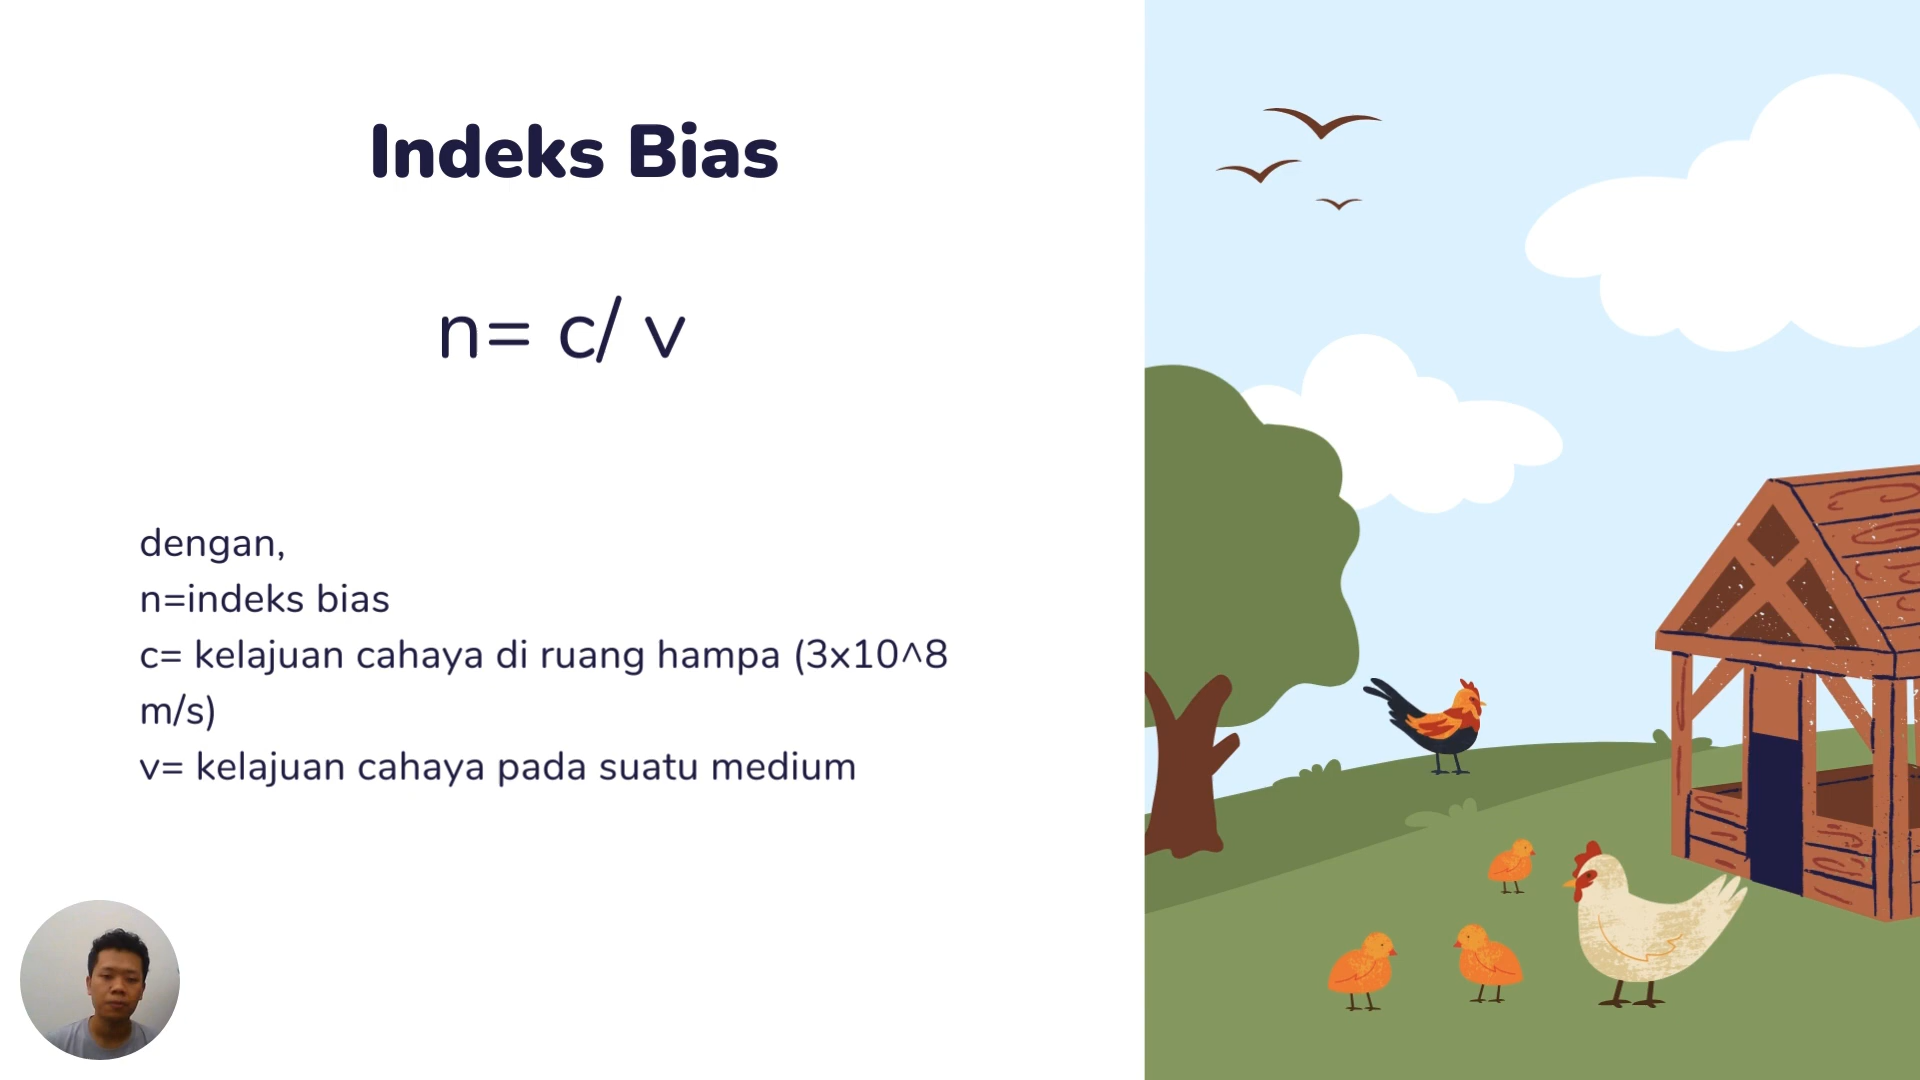 Indeks Bias
n= c/ v
dengan,
n=indeks bias
c= kelajuan cahaya di ruang hampa (3x10^8
m/s)
v= kelajuan cahaya pada suatu medium